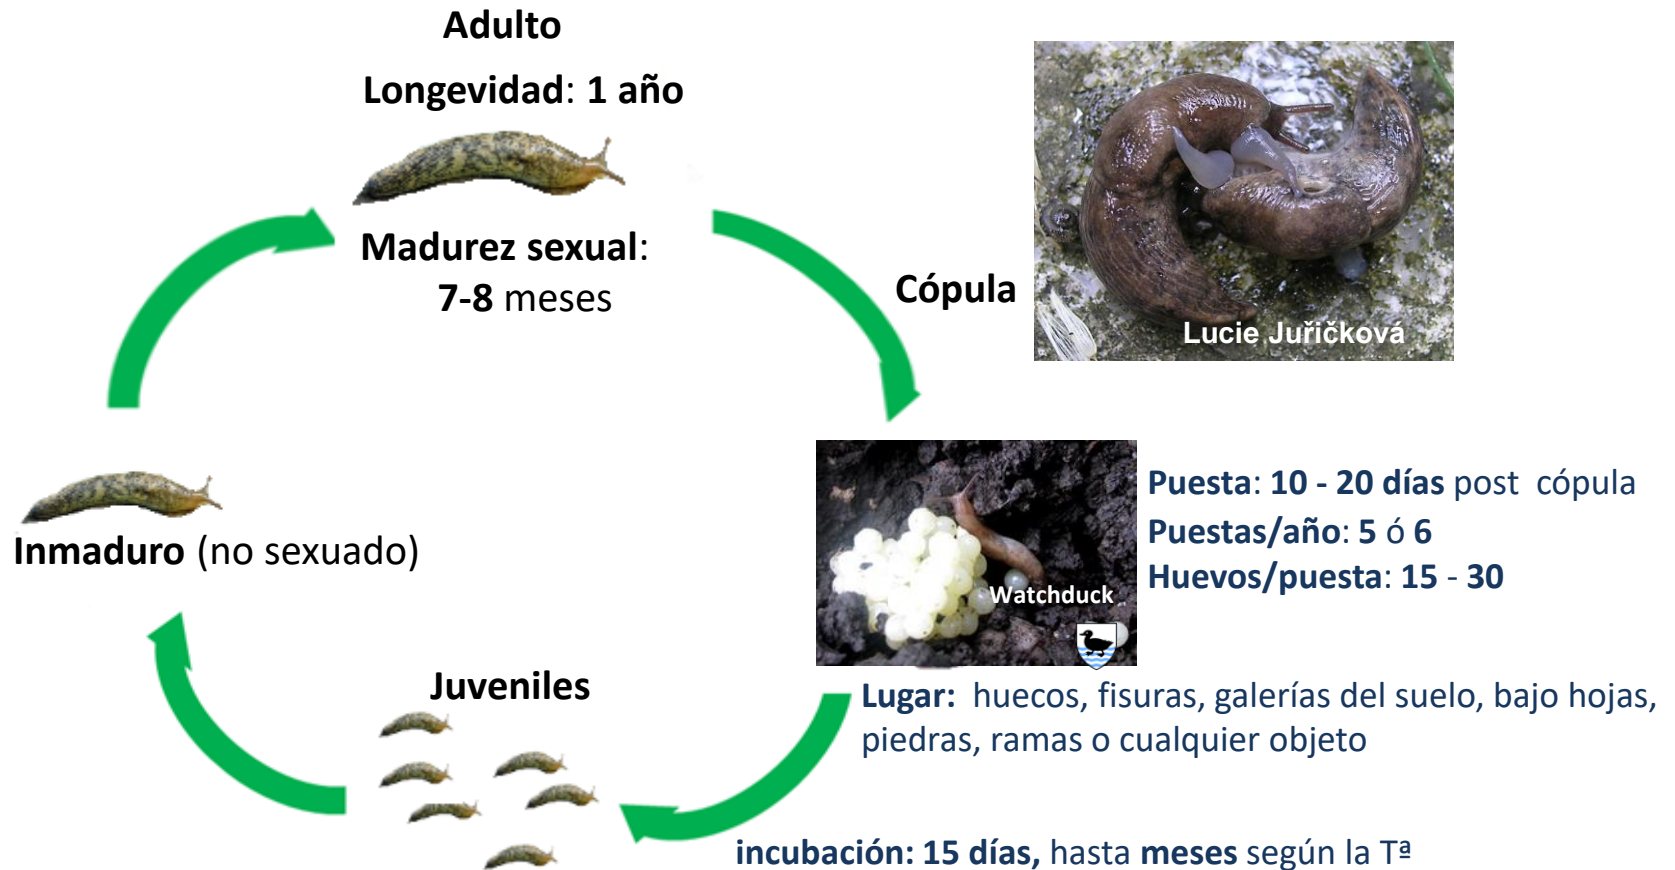 Adulto
Longevidad: 1 año
Madurez sexual:
7-8 meses
Cópula
Lucie Juřičková
Inmaduro (no sexuado)
Watchduck
Puesta: 10 - 20 días post cópula
Puestas/año: 5 ó 6
Huevos/puesta: 15 - 30
Juveniles
Lugar: huecos, fisuras, galerías del suelo, bajo hojas,
piedras, ramas o cualquier objeto
incubación: 15 días, hasta meses según la Tª